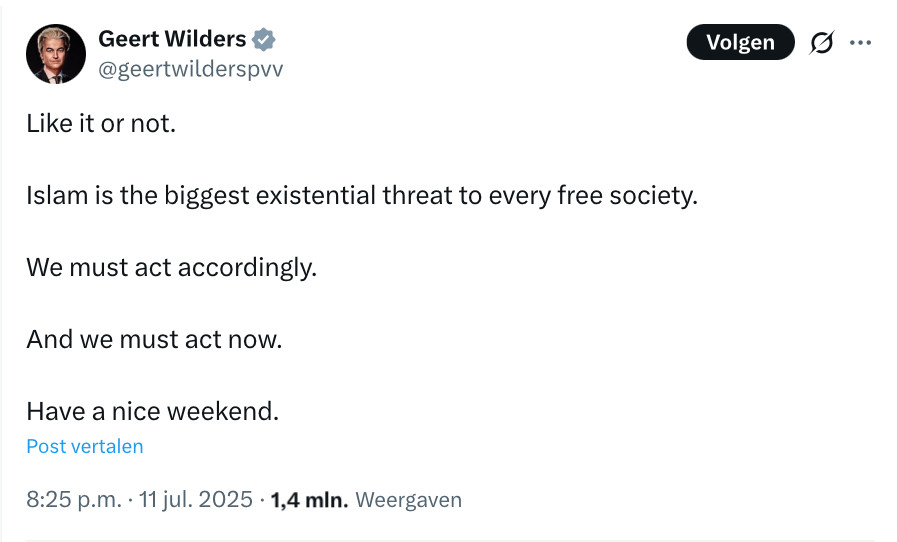 Geert Wilders
Volgen
@geertwilderspvv
Like it or not.
Islam is the biggest existential threat to every free society.
We must act accordingly.
And we must act now.
Have a nice weekend.
Post vertalen
8:25 p.m. · 11 jul. 2025 · 1,4 mln. Weergaven